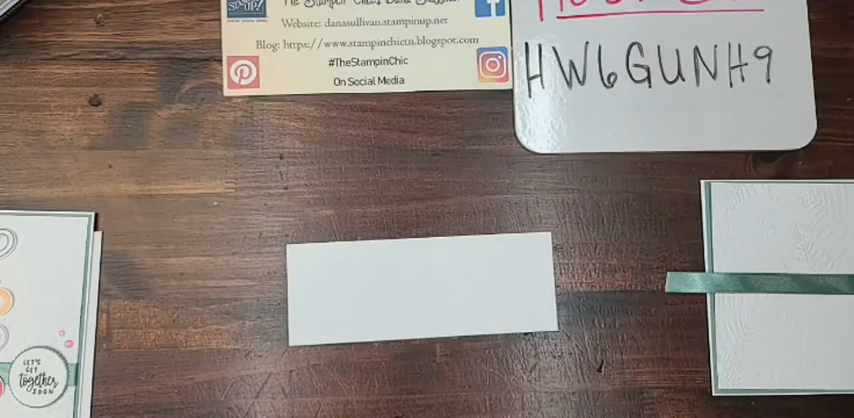 UP!
Website: danasullivan.stampinup.net
Blog: https://www.stampinchictn.blogspot.com
#TheStampinChic
On Social Media
HW6GUNH9
LET'S
GET
together
SOON